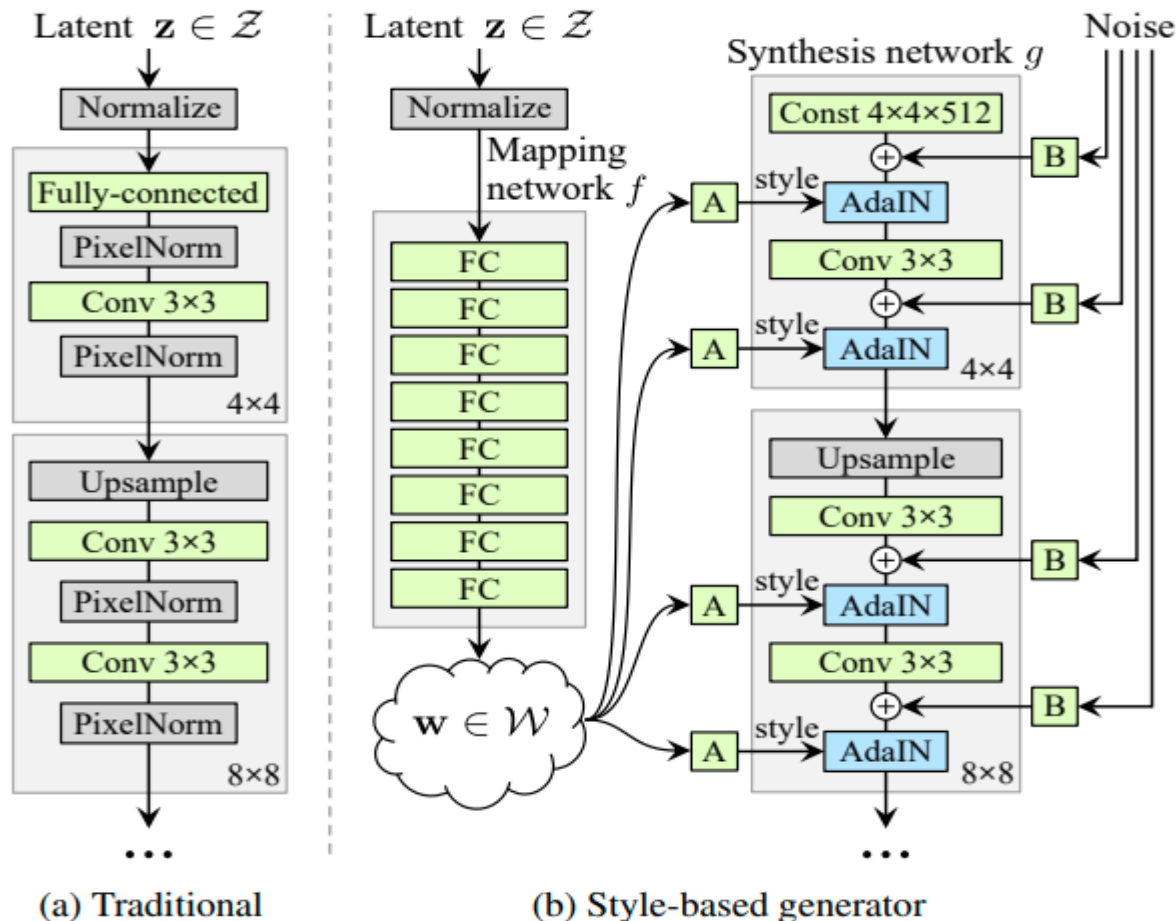 Latent z ∈ Z
Normalize
Fully-connected
PixelNorm
Conv 3×3
PixelNorm
4×4
Upsample
Conv 3×3
PixelNorm
Conv 3×3
PixelNorm
8×8
...
(a) Traditional
Latent z ∈ Z
Normalize
Mapping
network f
FC
FC
FC
FC
FC
FC
FC
FC
w ∈ W
A
style
A
style
A
style
A
style
Synthesis network g
Const 4×4×512
AdaIN
Conv 3×3
AdaIN
4×4
Upsample
Conv 3×3
AdaIN
Conv 3×3
AdaIN
8×8
...
Noise
B
B
B
B
(b) Style-based generator